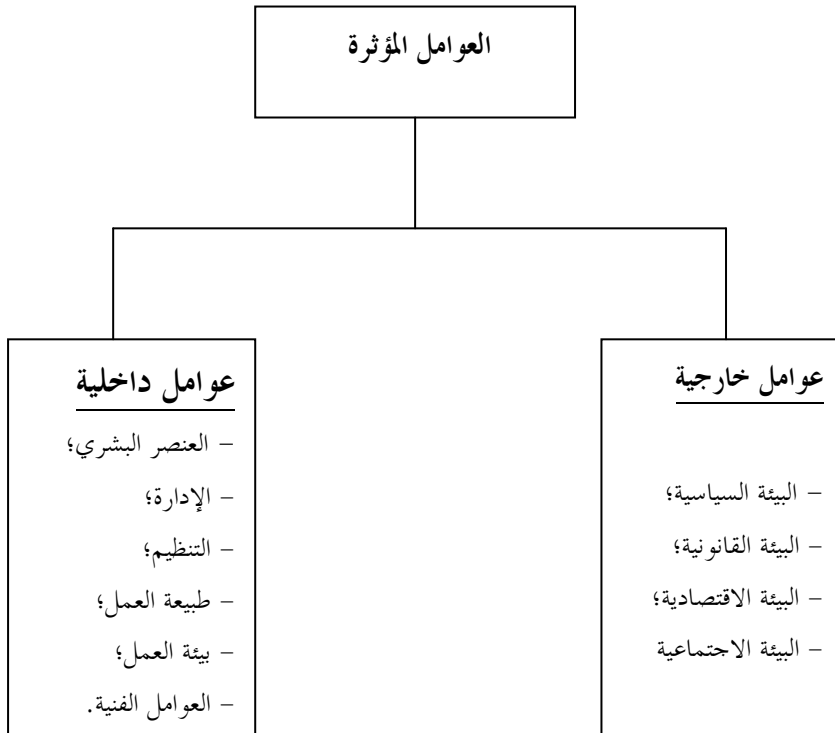 العوامل المؤثرة
عوامل خارجية
– البيئة السياسية؛
– البيئة القانونية؛
– البيئة الاقتصادية؛
– البيئة الاجتماعية
عوامل داخلية
– العنصر البشري؛
– الإدارة؛
– التنظيم؛
– طبيعة العمل؛
– بيئة العمل؛
– العوامل الفنية.